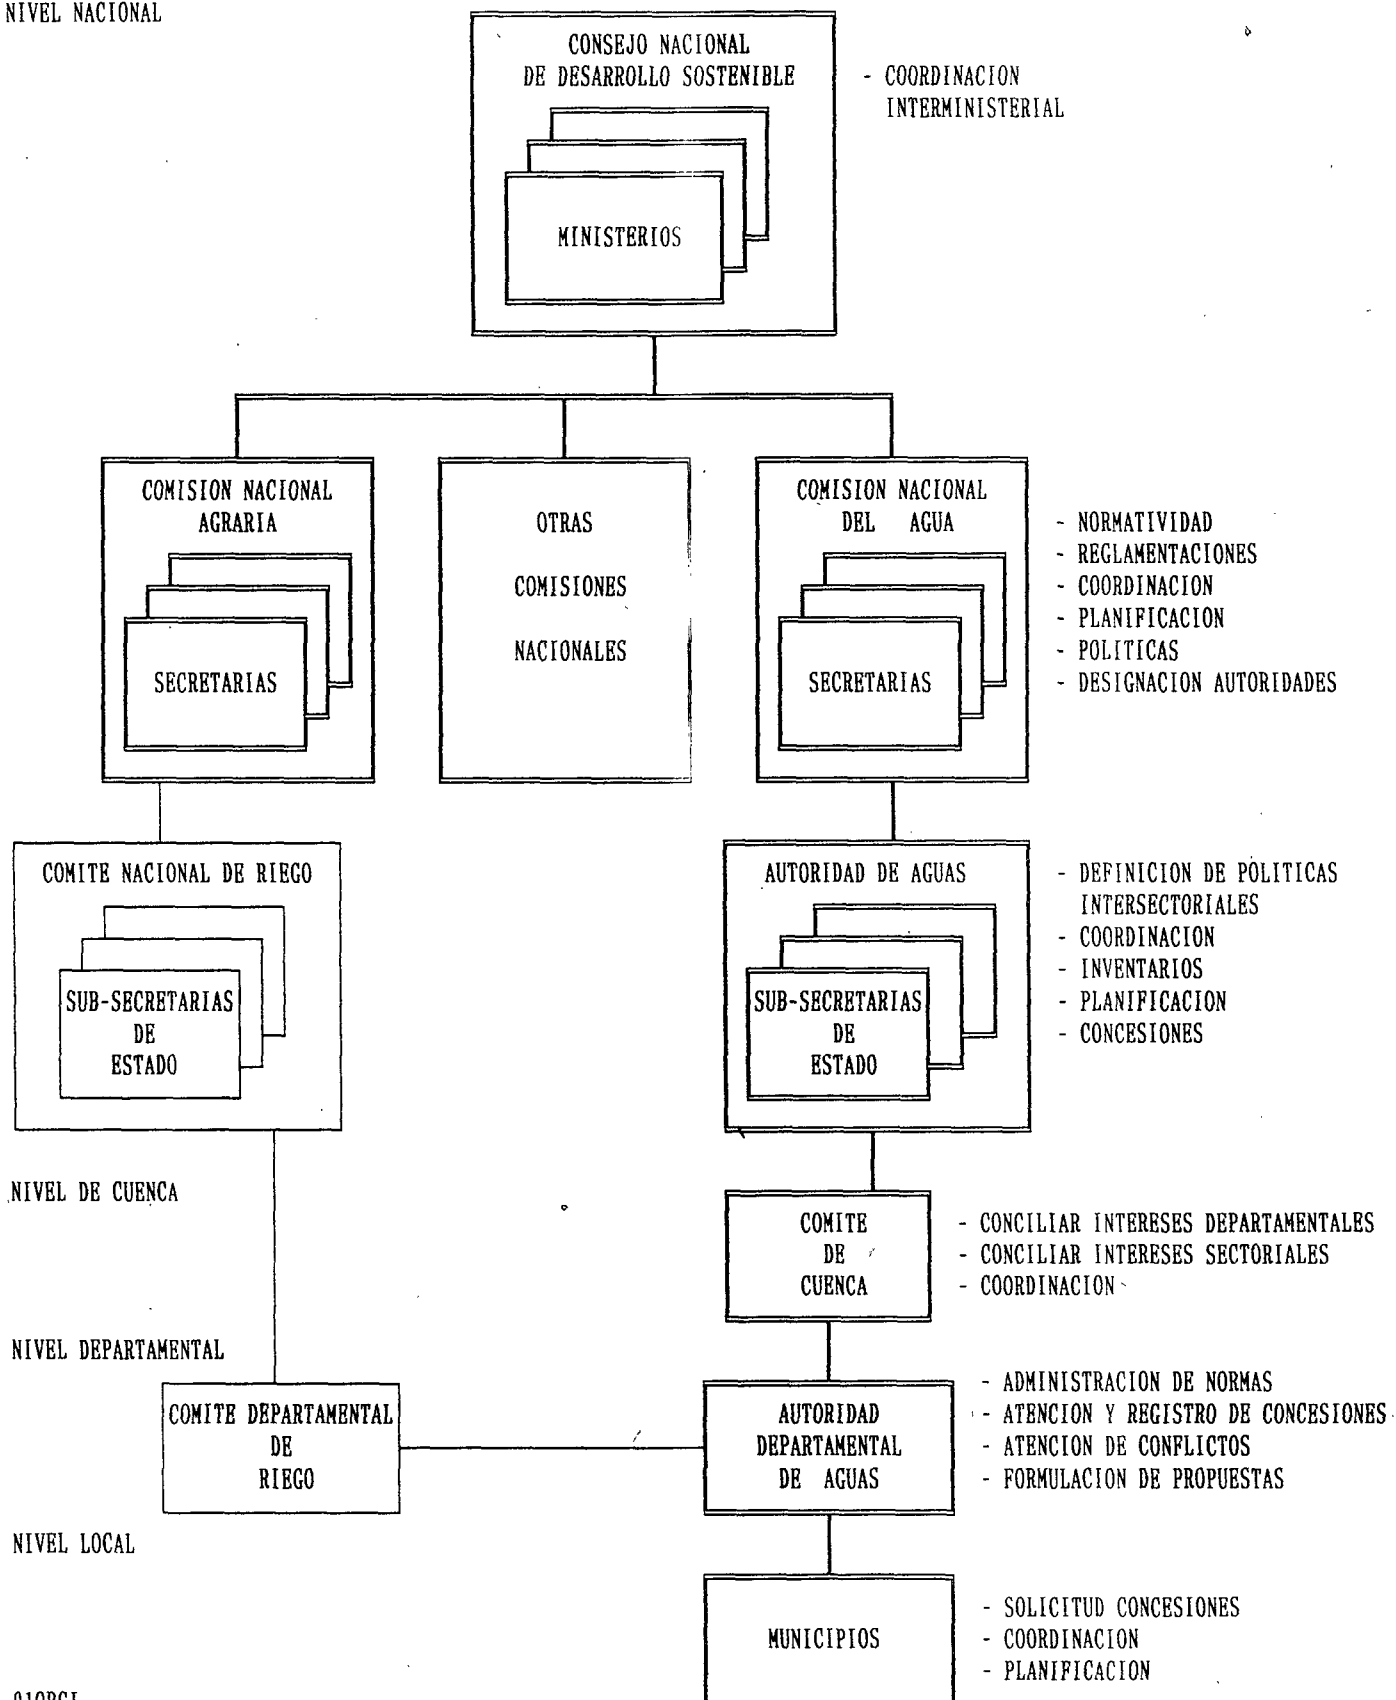 NIVEL NACIONAL
CONSEJO NACIONAL
DE DESARROLLO SOSTENIBLE
- COORDINACION
INTERMINISTERIAL
MINISTERIOS
COMISION NACIONAL
AGRARIA
SECRETARIAS
OTRAS
COMISIONES
NACIONALES
COMISION NACIONAL
DEL AGUA
SECRETARIAS
- NORMATIVIDAD
- REGLAMENTACIONES
- COORDINACION
- PLANIFICACION
- POLITICAS
- DESIGNACION AUTORIDADES
COMITE NACIONAL DE RIEGO
SUB-SECRETARIAS
DE
ESTADO
AUTORIDAD DE AGUAS
SUB-SECRETARIAS
DE
ESTADO
- DEFINICION DE POLITICAS
INTERSECTORIALES
- COORDINACION
- INVENTARIOS
- PLANIFICACION
- CONCESIONES
NIVEL DE CUENCA
COMITE
DE
CUENCA
- CONCILIAR INTERESES DEPARTAMENTALES
- CONCILIAR INTERESES SECTORIALES
- COORDINACION
NIVEL DEPARTAMENTAL
COMITE DEPARTAMENTAL
DE
RIEGO
AUTORIDAD
DEPARTAMENTAL
DE AGUAS
- ADMINISTRACION DE NORMAS
- ATENCION Y REGISTRO DE CONCESIONES
- ATENCION DE CONFLICTOS
- FORMULACION DE PROPUESTAS
NIVEL LOCAL
MUNICIPIOS
- SOLICITUD CONCESIONES
- COORDINACION
- PLANIFICACION